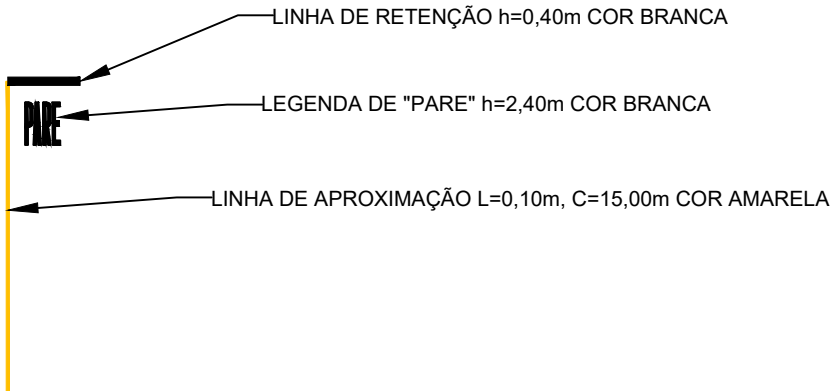 LINHA DE RETENÇÃO h=0,40m COR BRANCA
PARE
LEGENDA DE "PARE" h=2,40m COR BRANCA
LINHA DE APROXIMAÇÃO L=0,10m, C=15,00m COR AMARELA